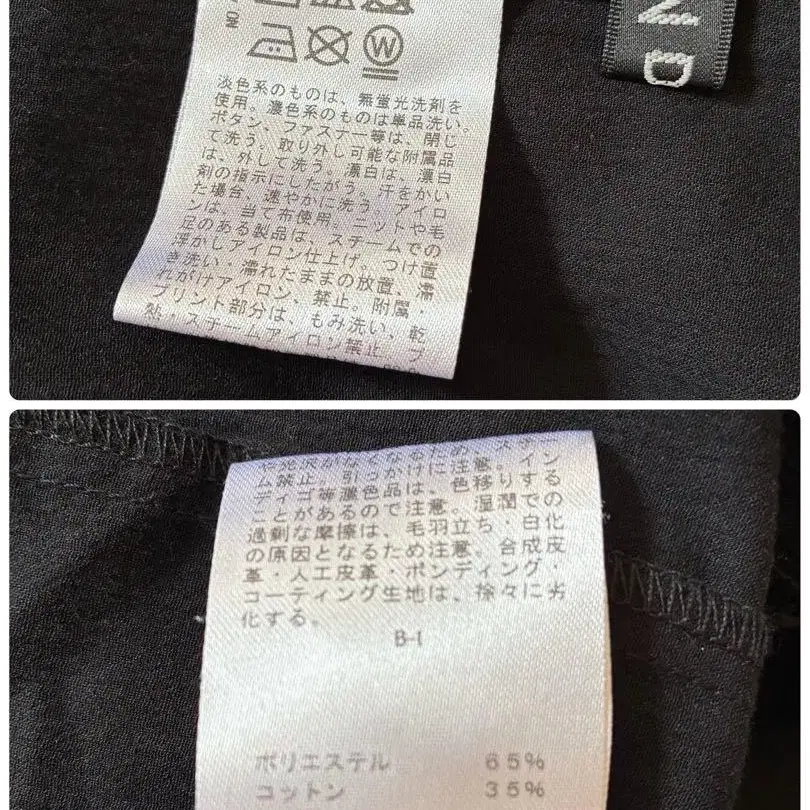 NO
W
N D
淡色系のものは、無蛍光洗剤を
使用。濃色系のものは単品洗い。
ボタン、ファスナー等は、閉じ
て洗う。取り外し可能な附属品
は、外して洗う。漂白は、漂白
剤の指示にしたがう。汗をかい
た場合、速やかに洗う。アイロ
ンは、当て布使用。ニットや毛
足のある製品は、スチームでの
浮かしアイロン仕上げ。つけ置
き洗い・濡れたままの放置、濡
れがけアイロン、禁止。附属・
プリント部分は、もみ洗い、乾
熱・スチームアイロン禁止。プ
ム禁止。引っかけに注意。イン
ディゴ等濃色品は、色移りする
ことがあるので注意。湿潤での
過剰な摩擦は、毛羽立ち・白化
の原因となるため注意。合成皮
革・人工皮革・ボンディング・
コーティング生地は、徐々に劣
化する。
B-1
ポリエステル 65%
コットン 35%